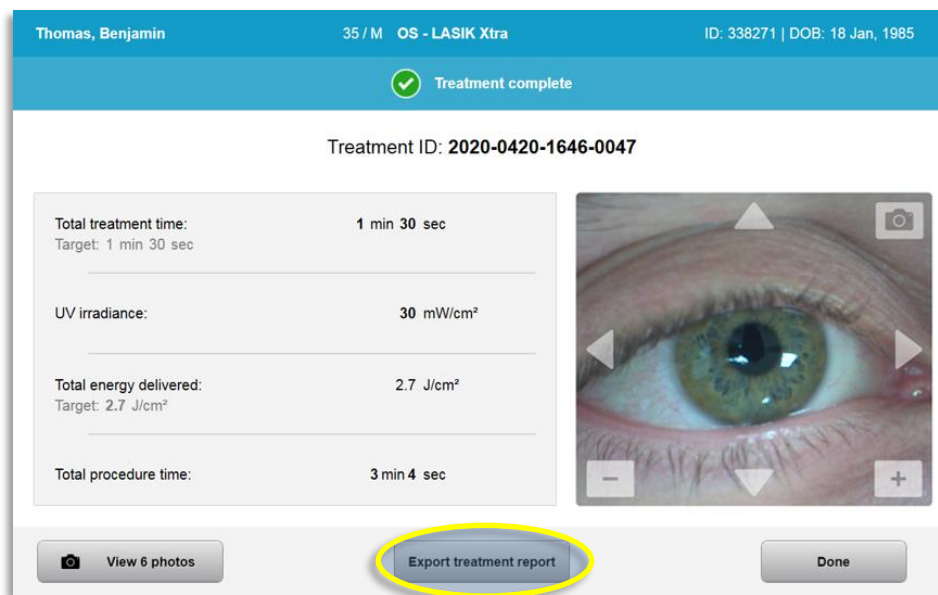 Thomas, Benjamin 35 / M OS - LASIK Xtra ID: 338271 | DOB: 18 Jan, 1985
Treatment complete
Treatment ID: 2020-0420-1646-0047
Total treatment time: 1 min 30 sec
Target: 1 min 30 sec
UV irradiance: 30 mW/cm²
Total energy delivered: 2.7 J/cm²
Target: 2.7 J/cm²
Total procedure time: 3 min 4 sec
View 6 photos Export treatment report Done